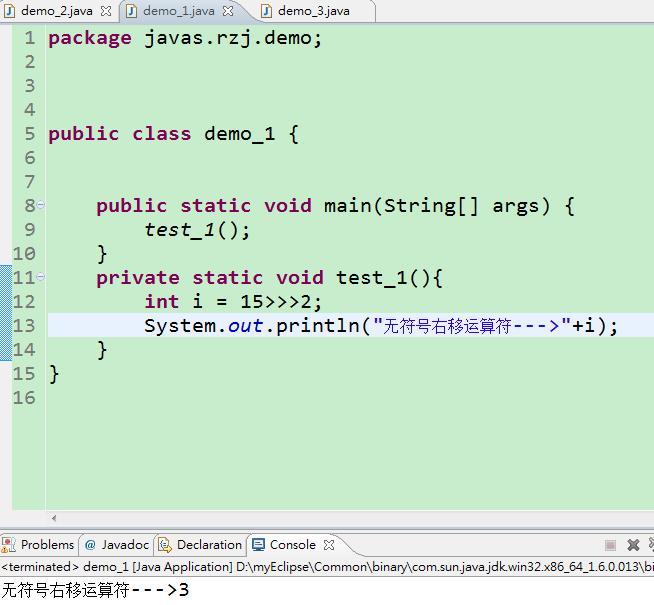 demo_2.java demo_1.java demo_3.java
1 package javas.rzj.demo;
2
3
4
5 public class demo_1 {
6
7
8 public static void main(String[] args) {
9 test_1();
10 }
11 private static void test_1(){
12 int i = 15>>>2;
13 System.out.println("无符号右移运算符--->"+i);
14 }
15 }
16
Problems @ Javadoc Declaration Console
<terminated> demo_1 [Java Application] D:\myEclipse\Common\binary\com.sun.java.jdk.win32.x86_64_1.6.0.013\bi
无符号右移运算符--->3